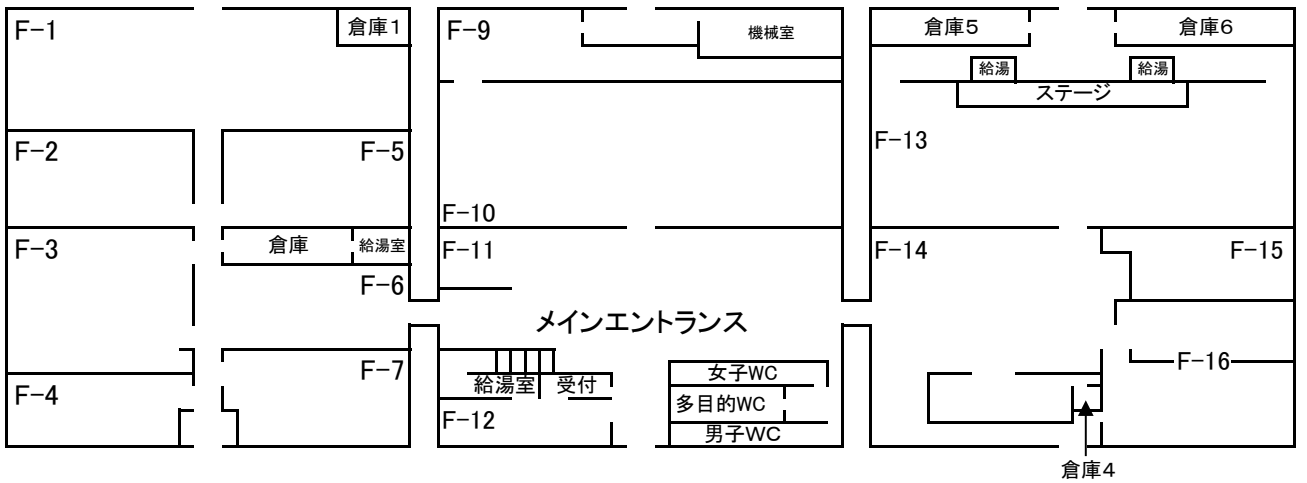 F-1
倉庫1
F-9
機械室
倉庫5
倉庫6
給湯
給湯
ステージ
F-2
F-5
F-13
F-10
F-3
倉庫
給湯室
F-11
F-14
F-15
F-6
メインエントランス
F-7
女子WC
F-16
給湯室
受付
F-4
多目的WC
F-12
男子WC
倉庫4